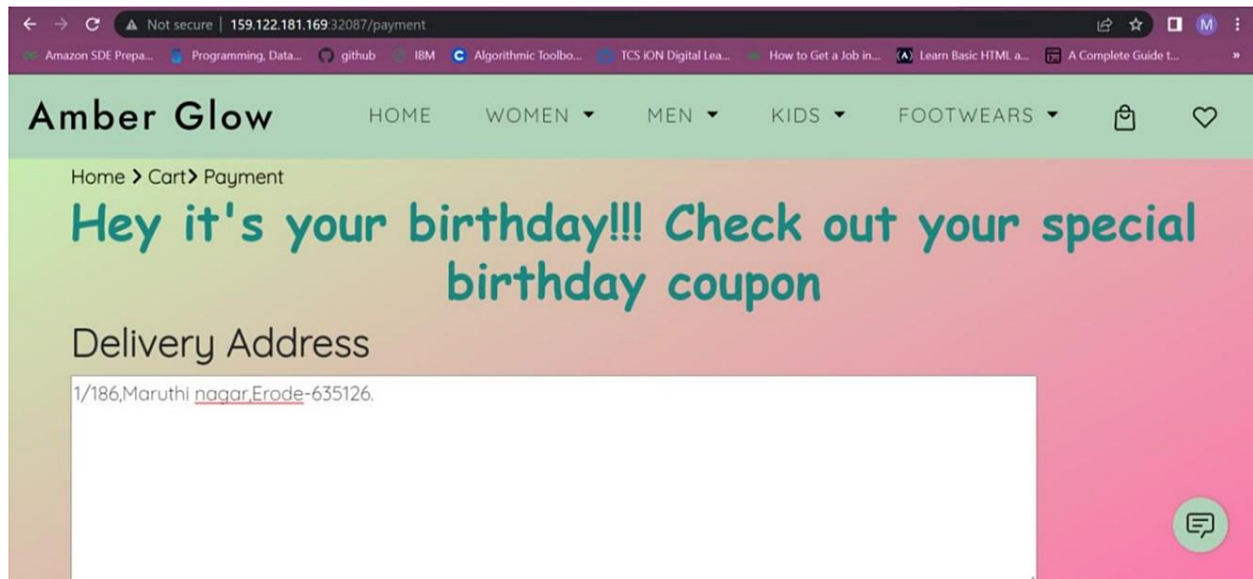 Not secure | 159.122.181.169:32087/payment
M
Amazon SDE Prepa... Programming, Data... github IBM C Algorithmic Toolbo... TCS iON Digital Lea... How to Get a Job in... (A) Learn Basic HTML a... A Complete Guide t... »
Amber Glow HOME WOMEN MEN KIDS FOOTWEARS
Home > Cart> Payment
Hey it's your birthday!!! Check out your special
birthday coupon
Delivery Address
1/186,Maruthi nagar,Erode-635126.